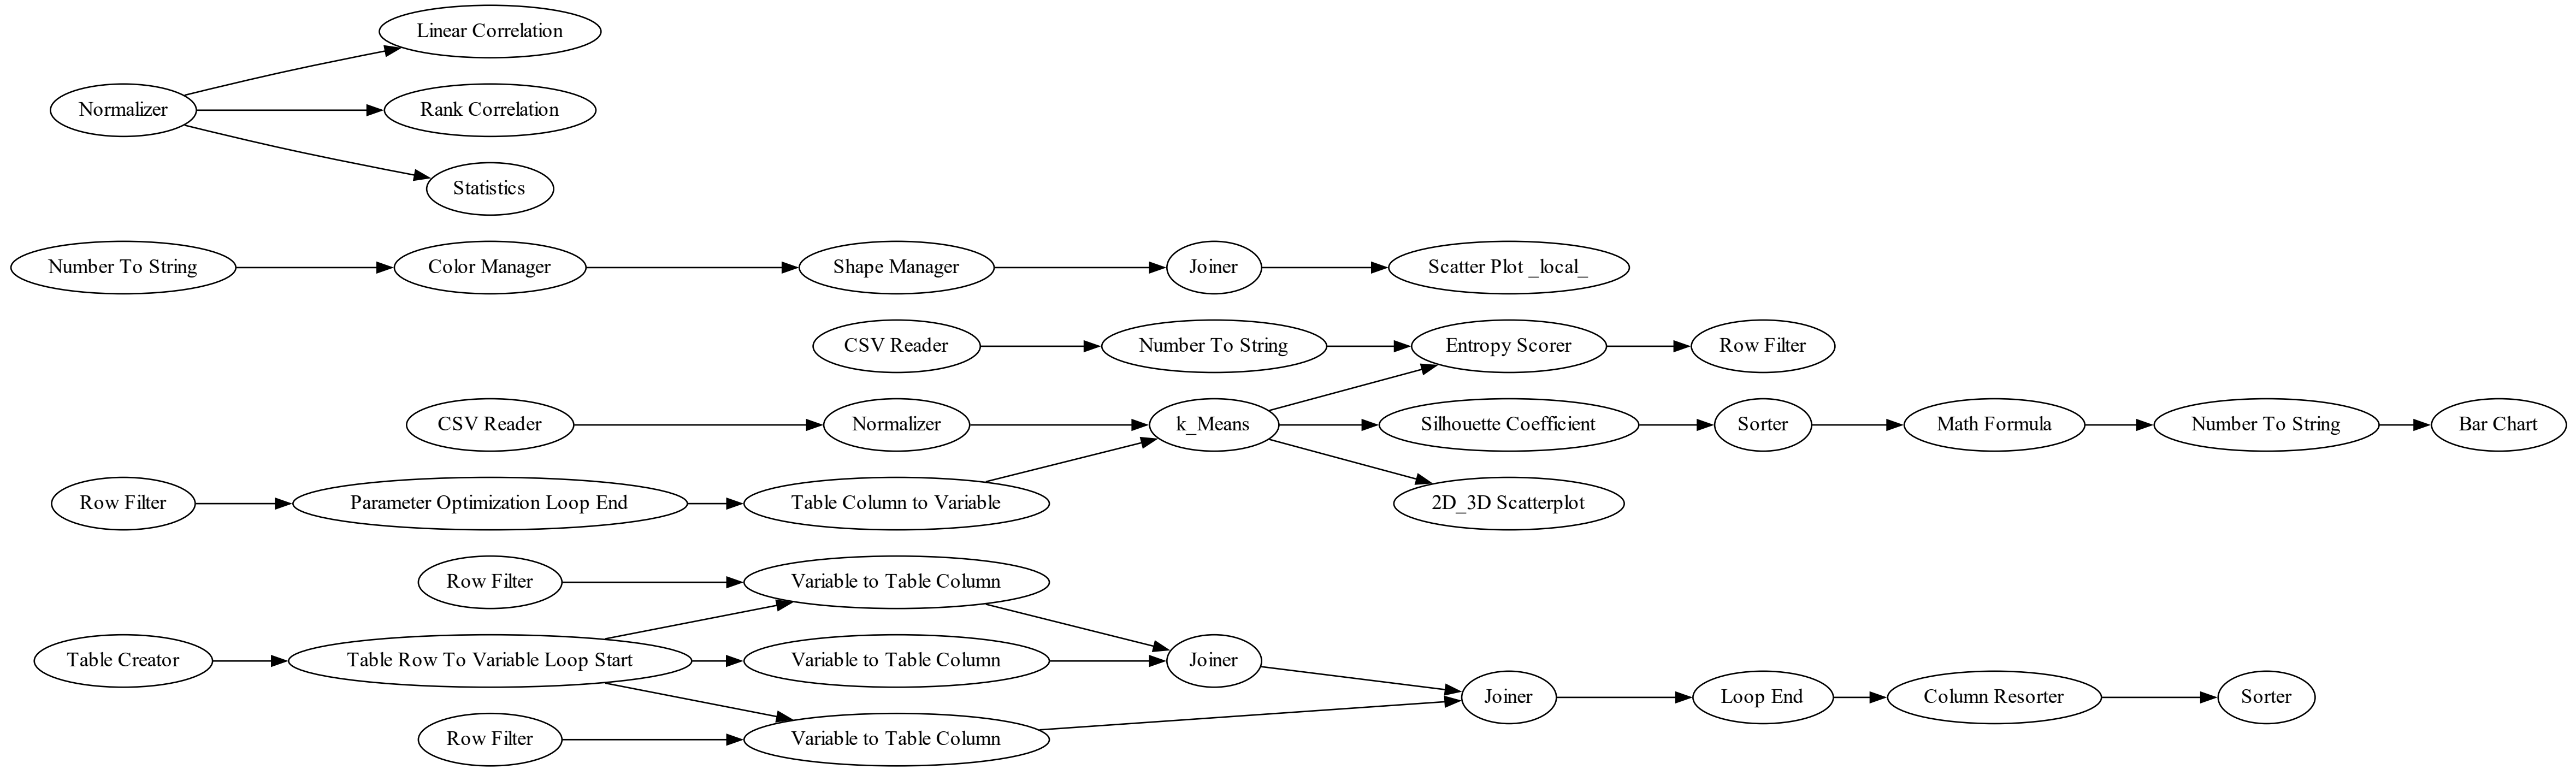 Linear Correlation
Normalizer
Rank Correlation
Statistics
Number To String
Color Manager
Shape Manager
Joiner
Scatter Plot _local_
CSV Reader
Number To String
Entropy Scorer
Row Filter
CSV Reader
Normalizer
k_Means
Silhouette Coefficient
Sorter
Math Formula
Number To String
Bar Chart
Row Filter
Parameter Optimization Loop End
Table Column to Variable
2D_3D Scatterplot
Row Filter
Variable to Table Column
Table Creator
Table Row To Variable Loop Start
Variable to Table Column
Joiner
Joiner
Loop End
Column Resorter
Sorter
Row Filter
Variable to Table Column